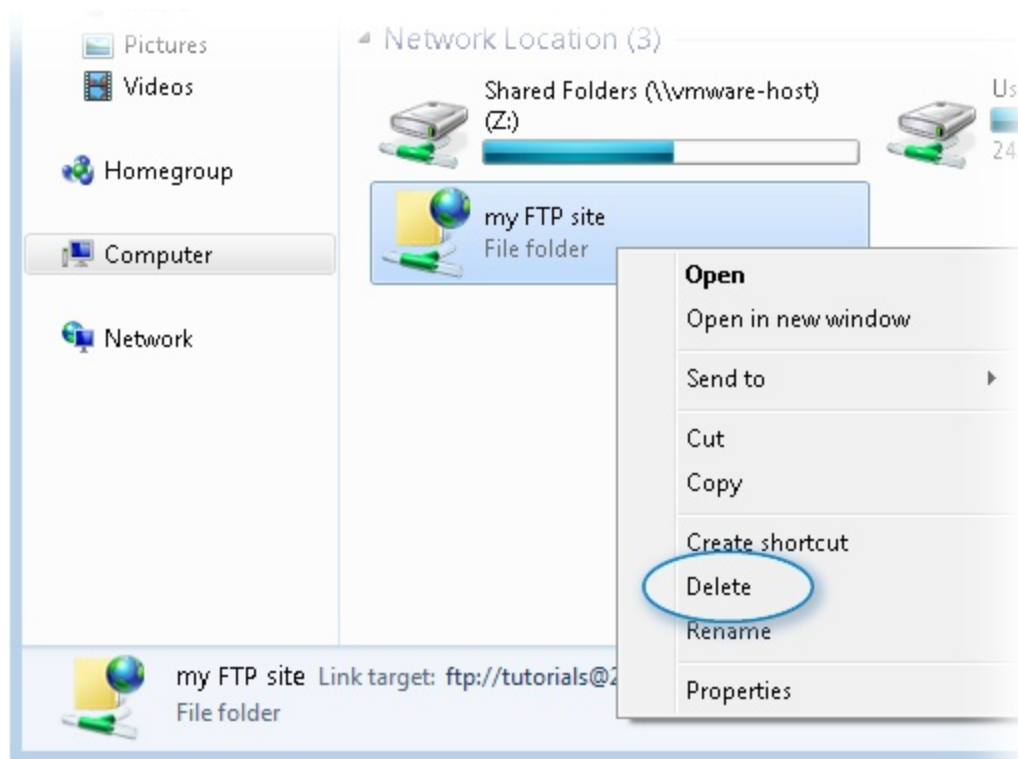 Pictures
Videos
Homegroup
Computer
Network
Network Location (3)
Shared Folders (\\vmware-host)
(Z:)
Us
24
my FTP site
File folder
Open
Open in new window
Send to
Cut
Copy
Create shortcut
Delete
Rename
Properties
my FTP site Link target: ftp://tutorials@2
File folder